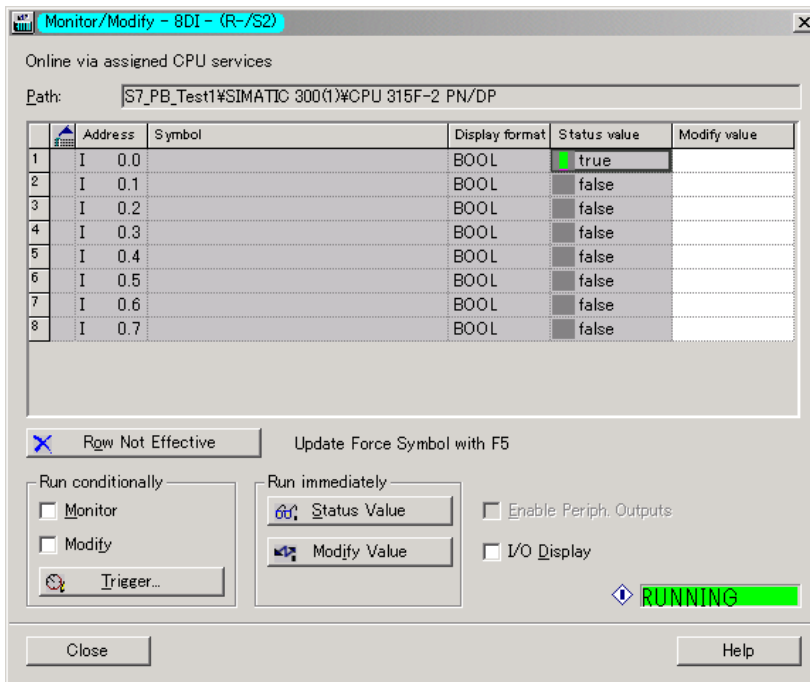 Monitor/Modify - 8DI - (R-/S2)
Online via assigned CPU services
Path: S7_PB_Test1¥SIMATIC 300(1)¥CPU 315F-2 PN/DP
Address Symbol Display format Status value Modify value
1 I 0.0 BOOL true
2 I 0.1 BOOL false
3 I 0.2 BOOL false
4 I 0.3 BOOL false
5 I 0.4 BOOL false
6 I 0.5 BOOL false
7 I 0.6 BOOL false
8 I 0.7 BOOL false
Row Not Effective Update Force Symbol with F5
Run conditionally Run immediately
Monitor Status Value Enable Periph. Outputs
Modify Modify Value I/O Display
Trigger...
RUNNING
Close Help